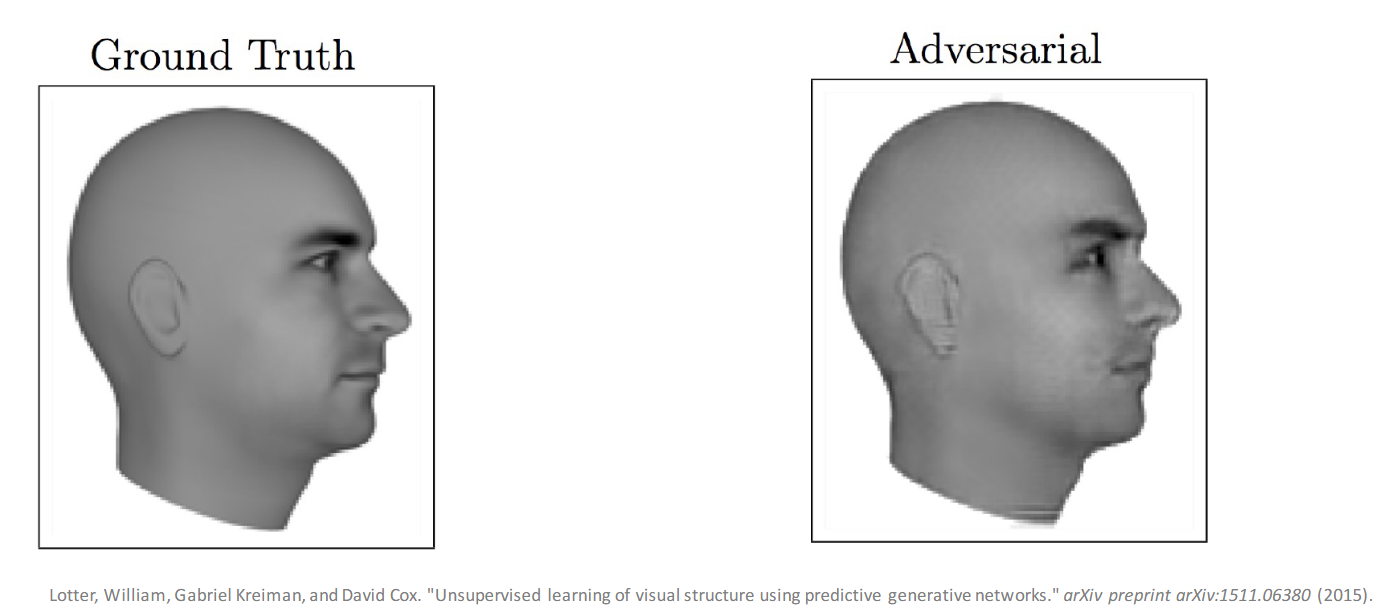 Ground Truth
Adversarial
Lotter, William, Gabriel Kreiman, and David Cox. "Unsupervised learning of visual structure using predictive generative networks." arXiv preprint arXiv:1511.06380 (2015).